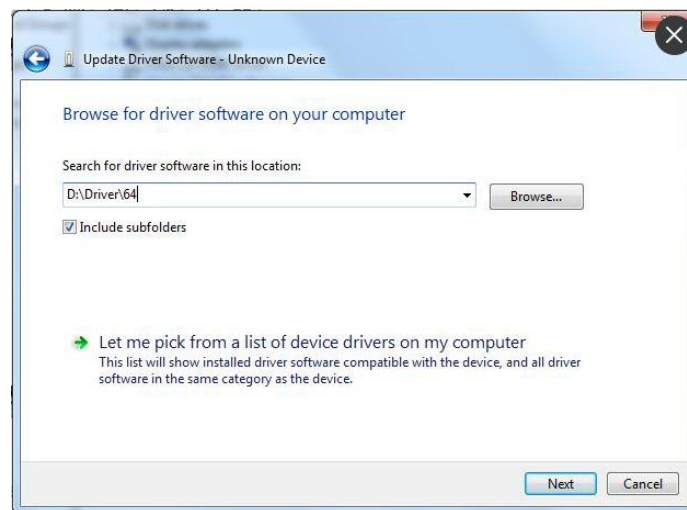 Update Driver Software - Unknown Device
Browse for driver software on your computer
Search for driver software in this location:
D:\Driver\64
Browse...
Include subfolders
Let me pick from a list of device drivers on my computer
This list will show installed driver software compatible with the device, and all driver
software in the same category as the device.
Next
Cancel